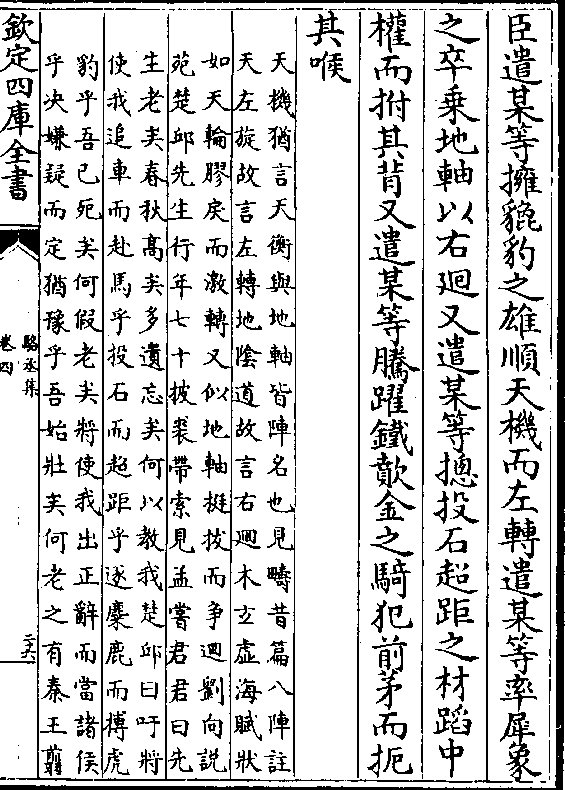 臣遣某等擁貔豹之雄順天機而左轉遣某等率犀象
之卒乗地軸以右迴又遣某等摠投石超距之材蹈中
權而拊其背又遣某等騰躍鐵歕金之騎犯前茅而扼
其喉
天機猶言天衡與地軸皆陣名也見疇昔篇八陣註
天左旋故言左轉地陰道故言右迴木𤣥虚海賦狀
如天輪膠戾而激轉又似地軸挺拔而争迴劉向説
苑楚邱先生行年七十披裘帶索見孟嘗君君曰先
生老矣春秋髙矣多遺忘矣何以教我楚邱曰吁將
使我追車而赴馬乎投石而超距乎逐麋鹿而搏虎
豹乎吾已死矣何假老矣將使我出正辭而當諸侯
乎决嫌疑而定猶豫乎吾始壯矣何老之有秦王翦
欽定四庫全書
駱丞集
卷四
二六